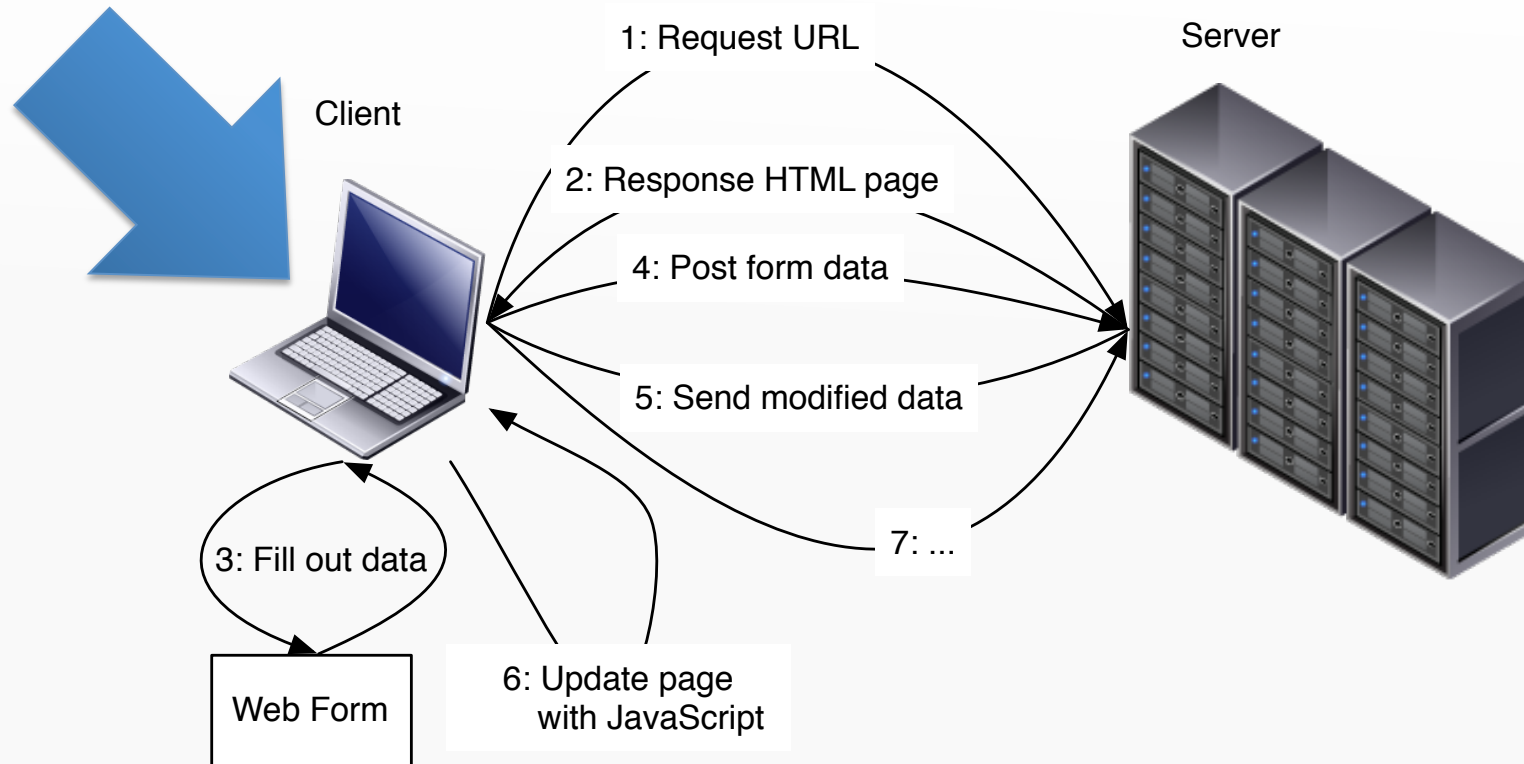 1: Request URL
Server
Client
2: Response HTML page
4: Post form data
5: Send modified data
7: ...
3: Fill out data
6: Update page
with JavaScript
Web Form